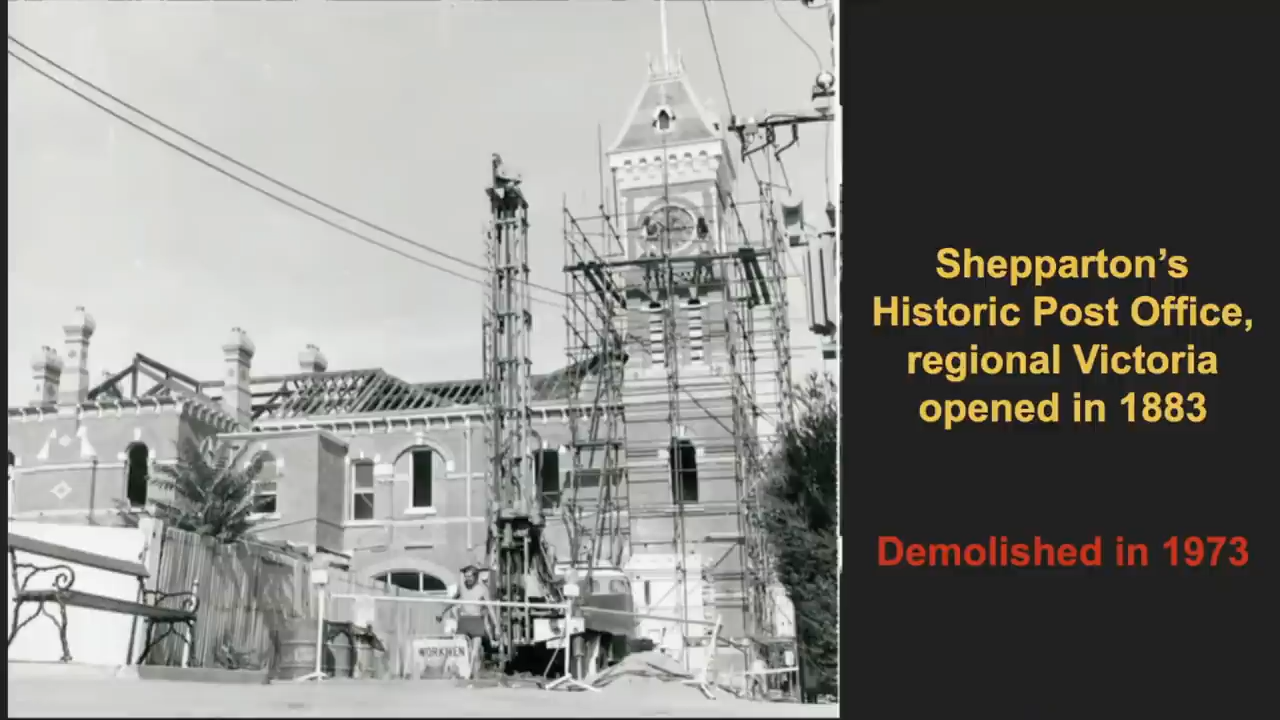 Shepparton’s
Historic Post Office,
regional Victoria
opened in 1883
Demolished in 1973
WORKMEN